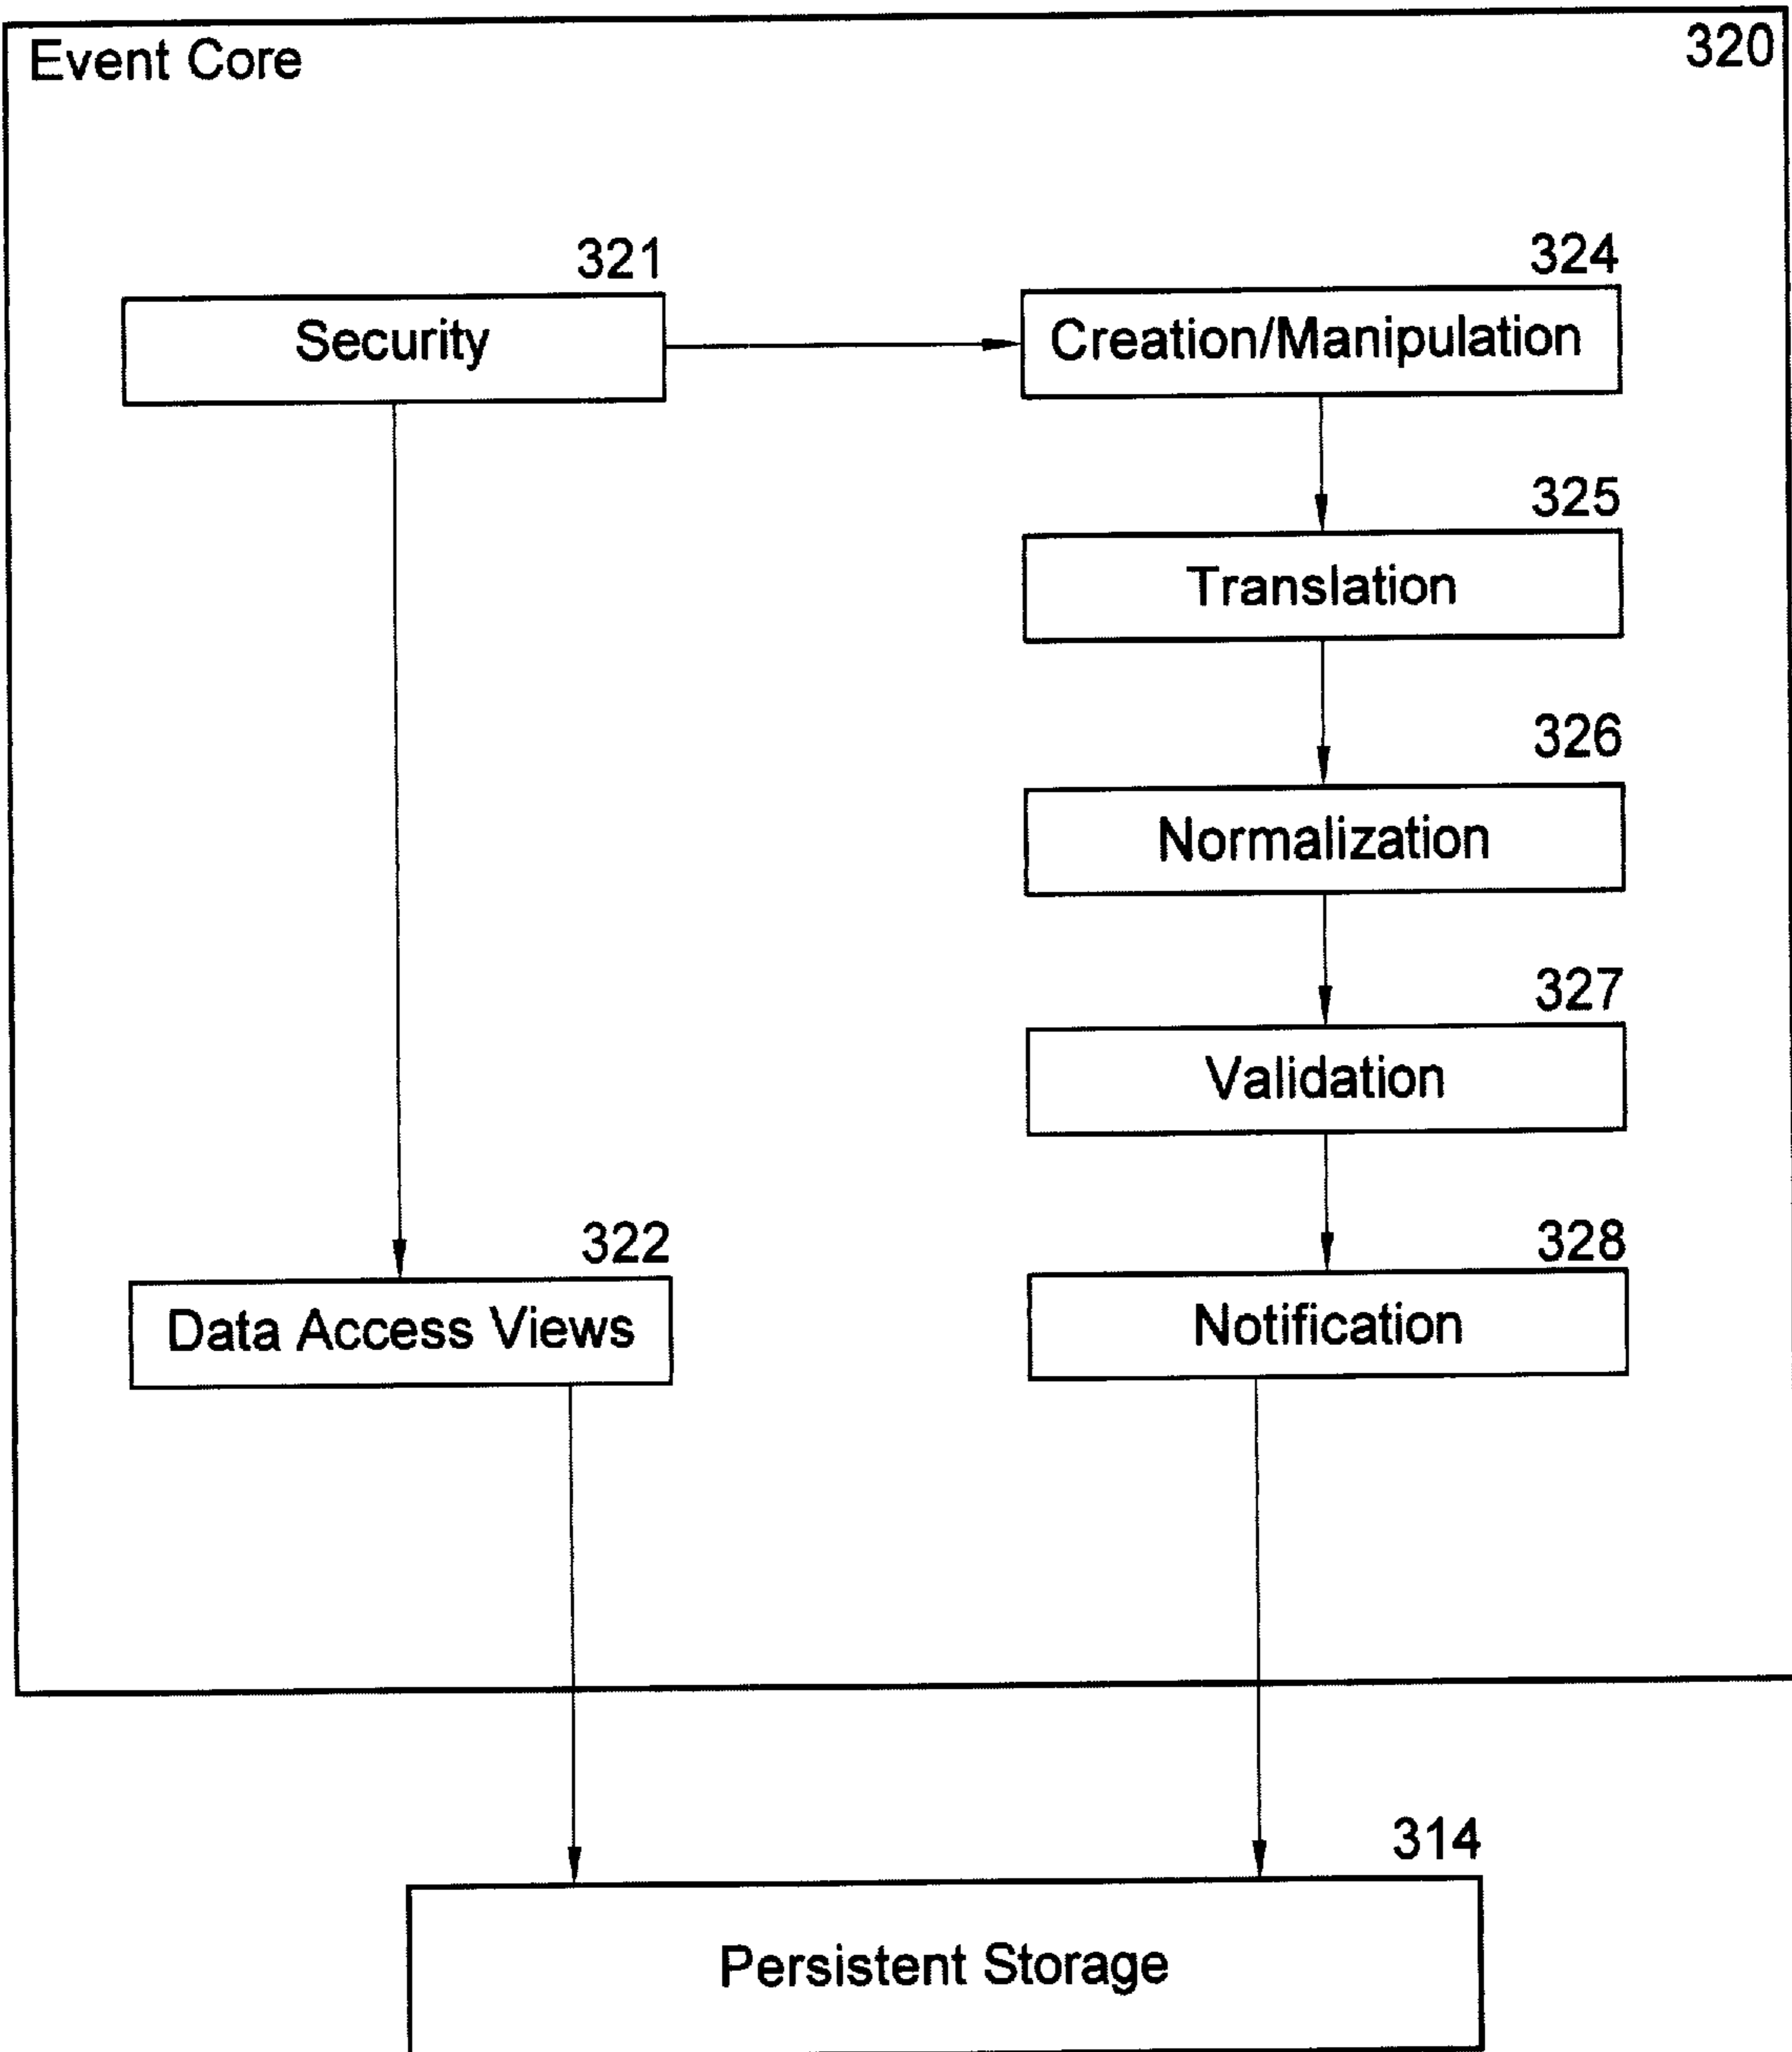 Event Core
320
321
324
Security
Creation/Manipulation
325
Translation
326
Normalization
327
Validation
322
328
Data Access Views
Notification
314
Persistent Storage